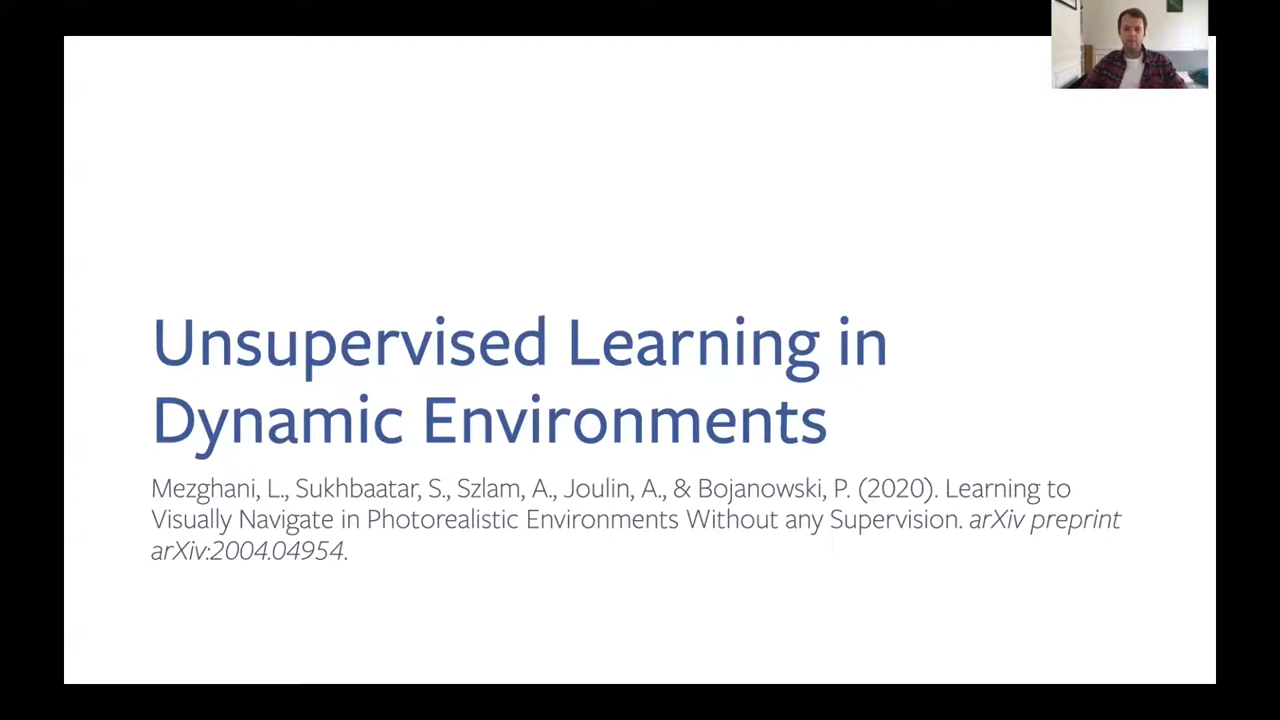 Unsupervised Learning in
Dynamic Environments
Mezghani, L., Sukhbaatar, S., Szlam, A., Joulin, A., & Bojanowski, P. (2020). Learning to
Visually Navigate in Photorealistic Environments Without any Supervision. arXiv preprint
arXiv:2004.04954.